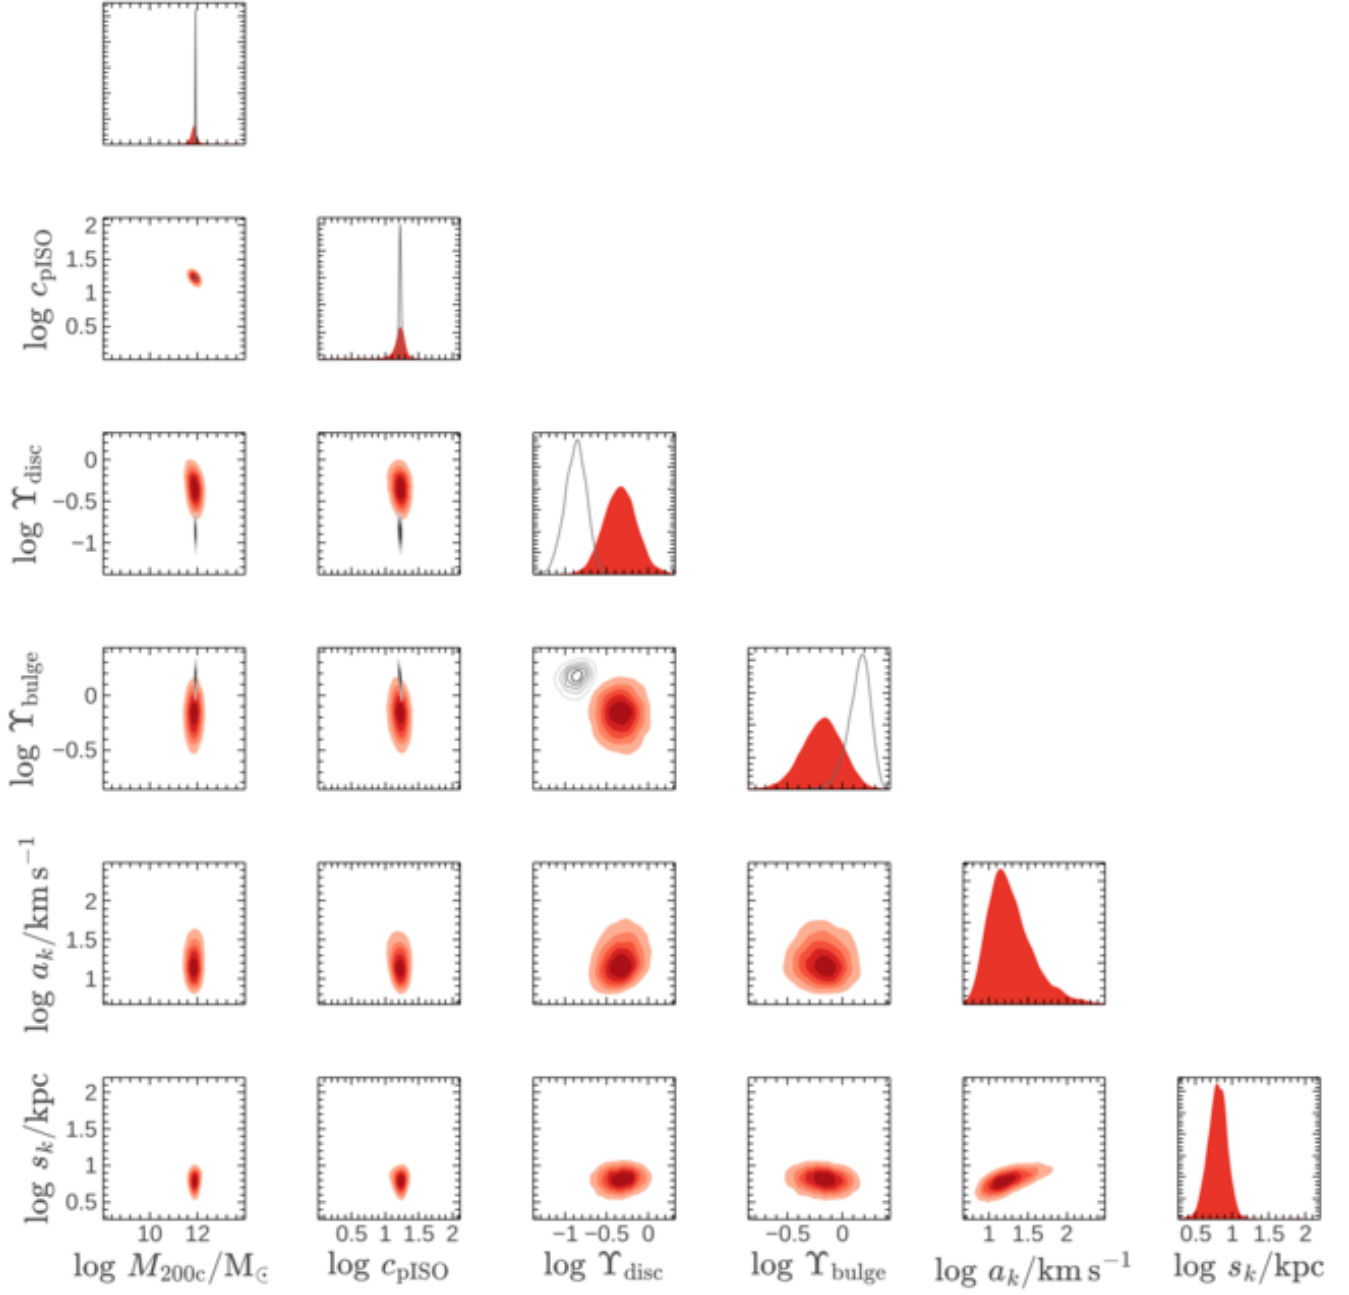 log c_pISO
2
1.5
1
0.5
log ϒ_disc
0
−0.5
−1
log ϒ_bulge
0
−0.5
log a_k/km s⁻¹
2
1.5
1
log s_k/kpc
2
1.5
1
0.5
10 12
0.5 1 1.5 2
−1 −0.5 0
−0.5 0
1 1.5 2
0.5 1 1.5 2
log M_200c/M_⊙
log c_pISO
log ϒ_disc
log ϒ_bulge
log a_k/km s⁻¹
log s_k/kpc